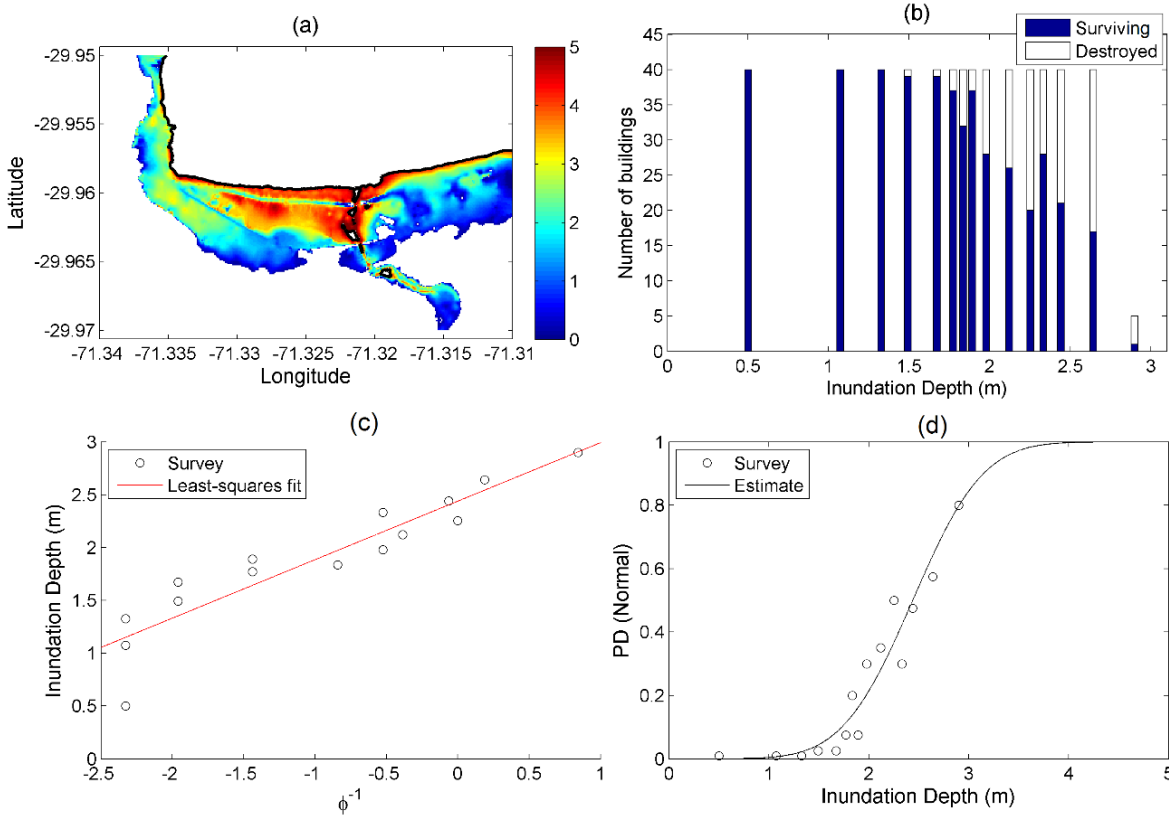 (a)
-29.95
-29.955
-29.96
-29.965
-29.97
Latitude
-71.34 -71.335 -71.33 -71.325 -71.32 -71.315 -71.31
Longitude
5
4
3
2
1
0
(b)
Surviving
Destroyed
45
40
35
30
25
20
15
10
5
0
Number of buildings
0 0.5 1 1.5 2 2.5 3
Inundation Depth (m)
(c)
Survey
Least-squares fit
3
2.5
2
1.5
1
0.5
0
Inundation Depth (m)
-2.5 -2 -1.5 -1 -0.5 0 0.5 1
ϕ-1
(d)
Survey
Estimate
1
0.8
0.6
0.4
0.2
0
PD (Normal)
0 1 2 3 4 5
Inundation Depth (m)